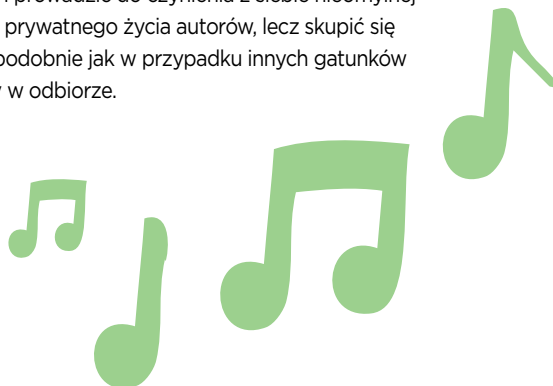 prowadzić do czynienia z siebie nieomylnej
prywatnego życia autorów, lecz skupić się
podobnie jak w przypadku innych gatunków
w odbiorze.